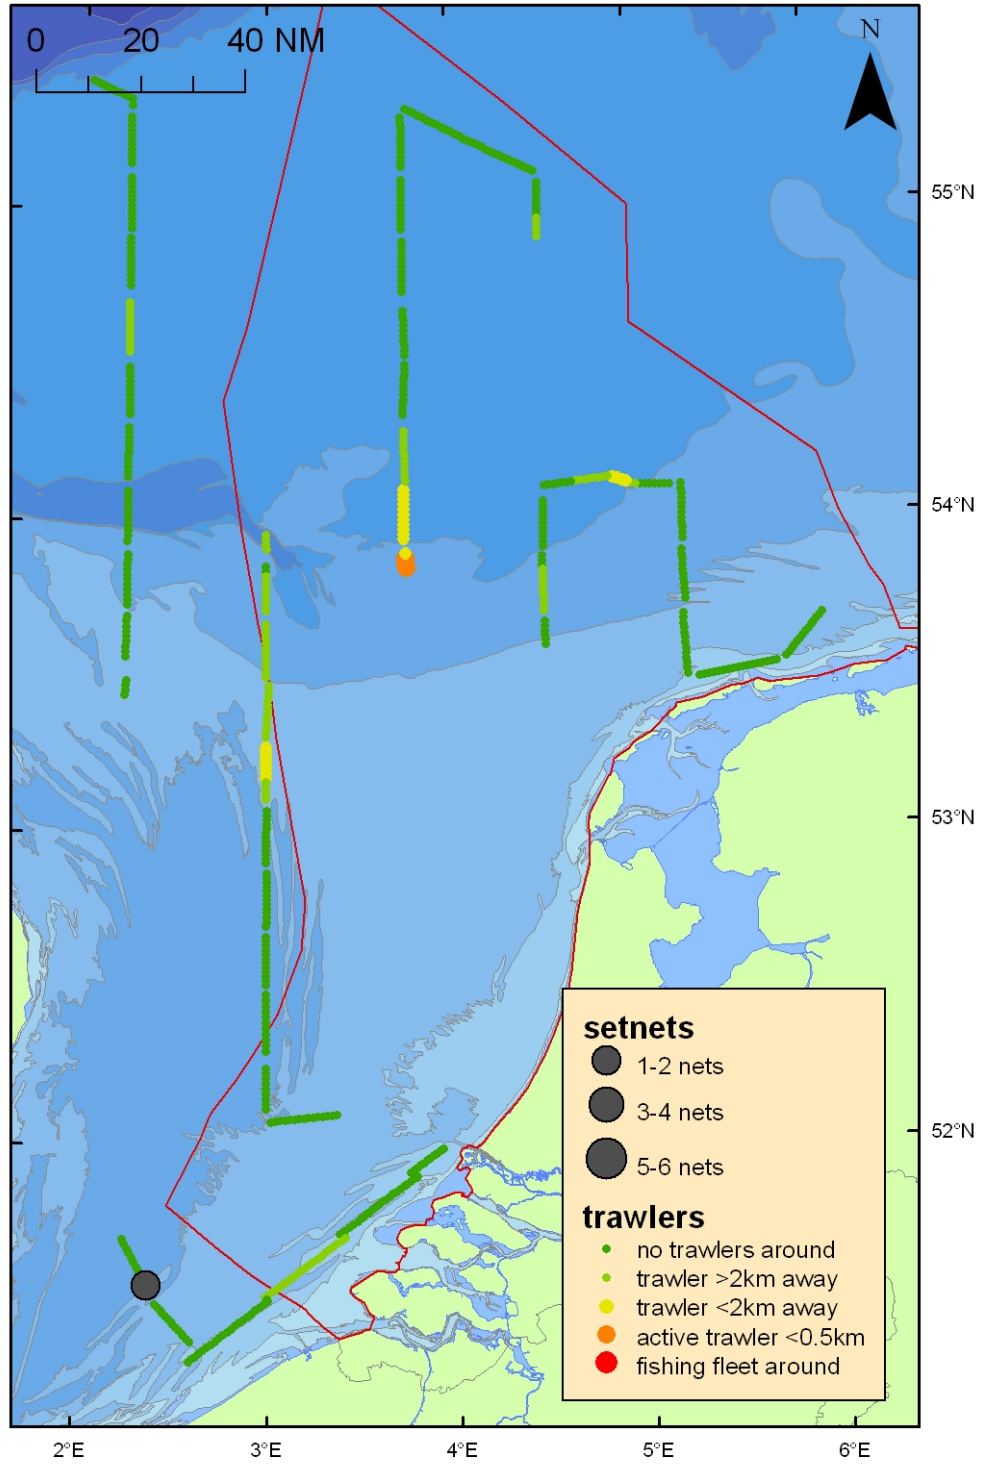 0 20 40 NM
N
55°N
54°N
53°N
52°N
setnets
1-2 nets
3-4 nets
5-6 nets
trawlers
no trawlers around
trawler >2km away
trawler <2km away
active trawler <0.5km
fishing fleet around
2°E 3°E 4°E 5°E 6°E